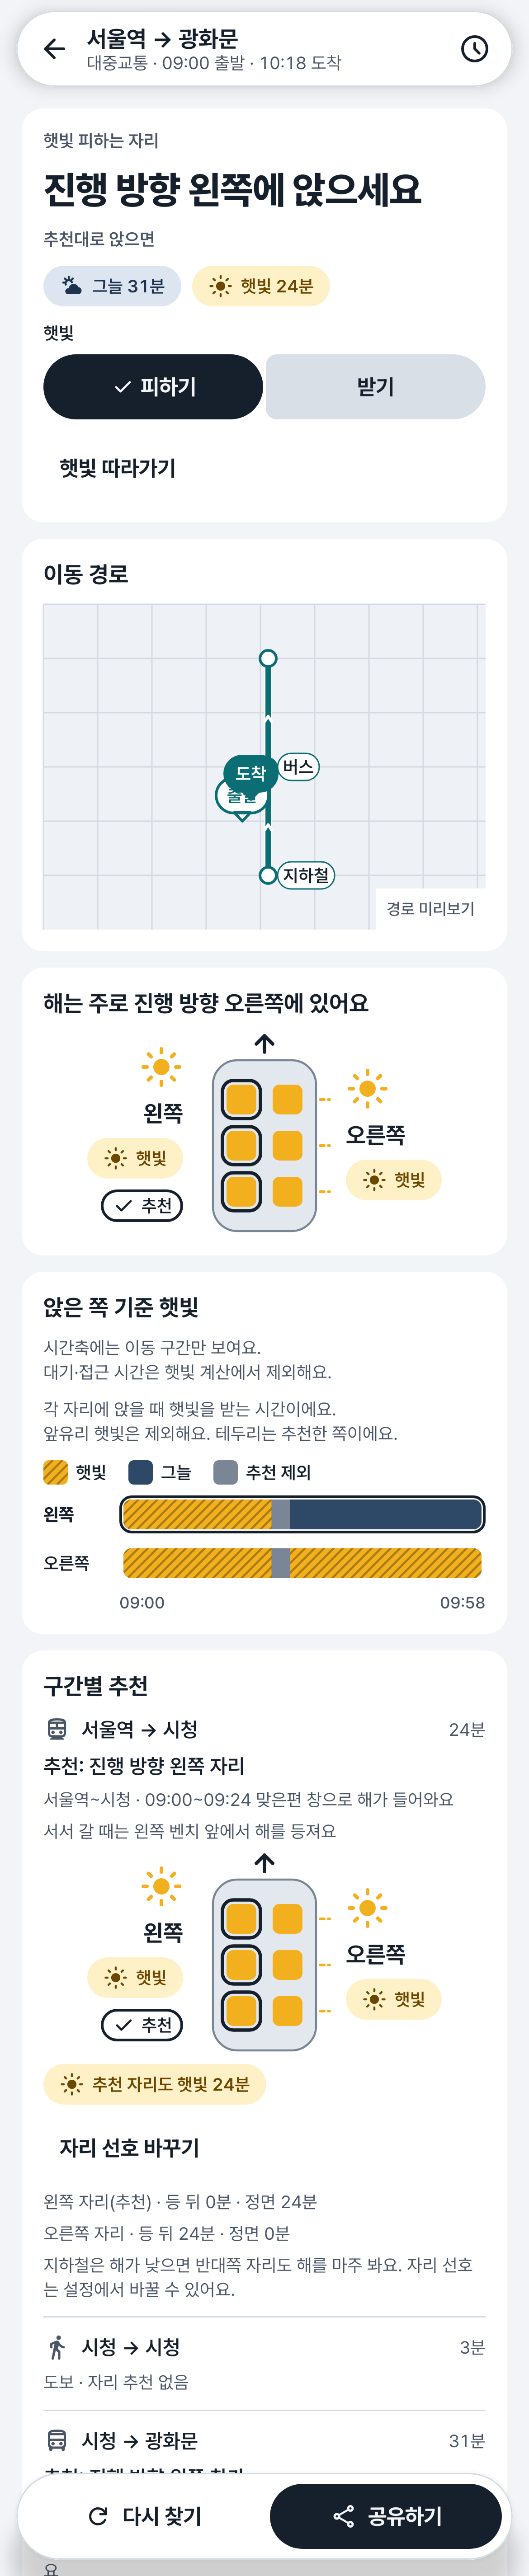 서울역 → 광화문
대중교통 · 09:00 출발 · 10:18 도착
햇빛 피하는 자리
진행 방향 왼쪽에 앉으세요
추천대로 앉으면
그늘 31분
햇빛 24분
햇빛
피하기
받기
햇빛 따라가기
이동 경로
도착
버스
지하철
경로 미리보기
해는 주로 진행 방향 오른쪽에 있어요
왼쪽
햇빛
추천
오른쪽
햇빛
앉은 쪽 기준 햇빛
시간축에는 이동 구간만 보여요.
대기·접근 시간은 햇빛 계산에서 제외해요.
각 자리에 앉을 때 햇빛을 받는 시간이에요.
앞유리 햇빛은 제외해요. 테두리는 추천한 쪽이에요.
햇빛
그늘
추천 제외
왼쪽
오른쪽
09:00
09:58
구간별 추천
서울역 → 시청
24분
추천: 진행 방향 왼쪽 자리
서울역~시청 · 09:00~09:24 맞은편 창으로 해가 들어와요
서서 갈 때는 왼쪽 벤치 앞에서 해를 등져요
왼쪽
햇빛
추천
오른쪽
햇빛
추천 자리도 햇빛 24분
자리 선호 바꾸기
왼쪽 자리(추천) · 등 뒤 0분 · 정면 24분
오른쪽 자리 · 등 뒤 24분 · 정면 0분
지하철은 해가 낮으면 반대쪽 자리도 해를 마주 봐요. 자리 선호
는 설정에서 바꿀 수 있어요.
시청 → 시청
3분
도보 · 자리 추천 없음
시청 → 광화문
31분
다시 찾기
공유하기